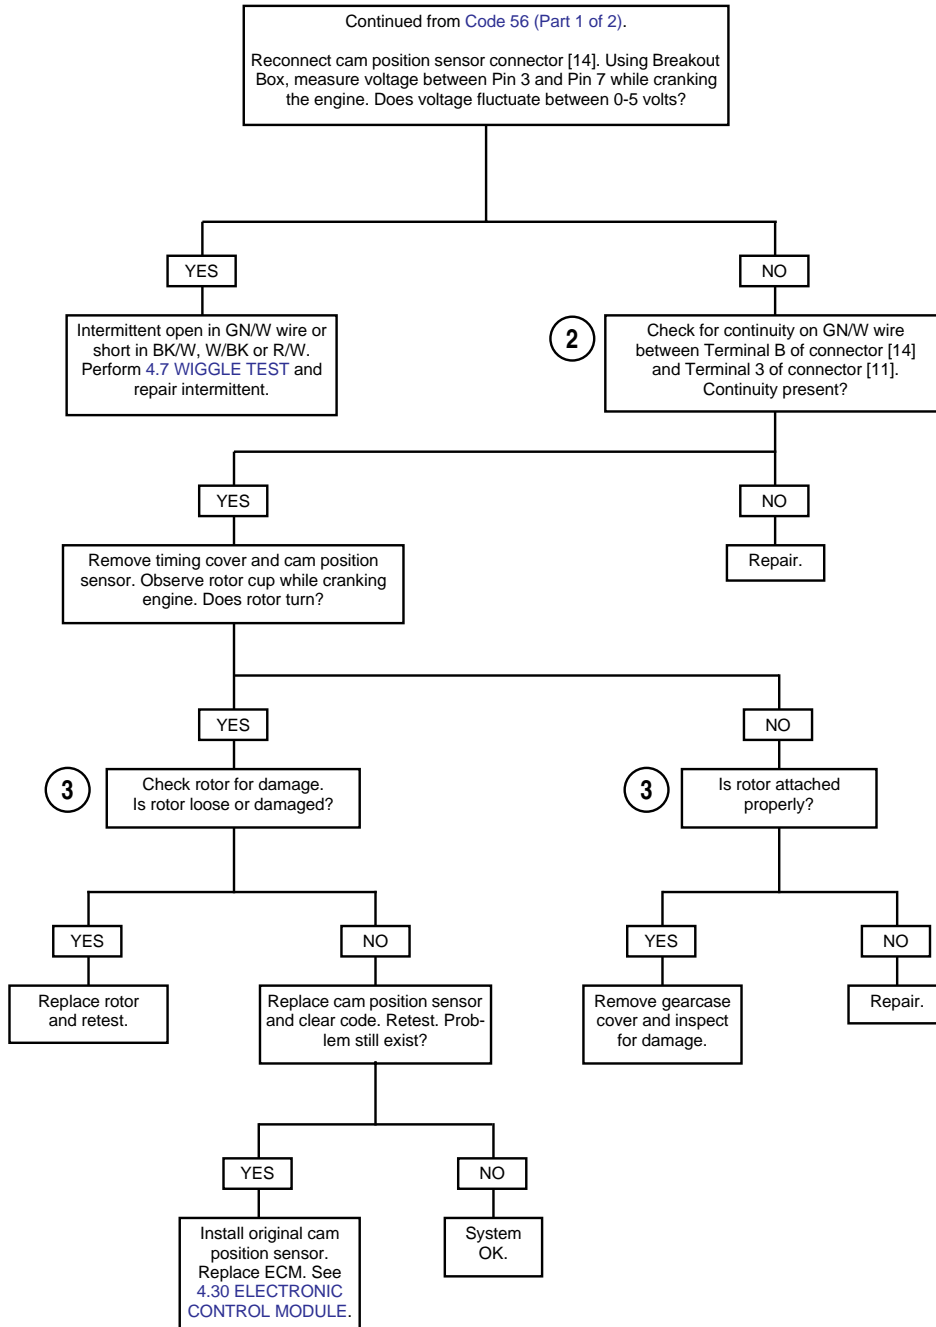 Continued from Code 56 (Part 1 of 2).
Reconnect cam position sensor connector [14]. Using Breakout
Box, measure voltage between Pin 3 and Pin 7 while cranking
the engine. Does voltage fluctuate between 0-5 volts?
YES
NO
Intermittent open in GN/W wire or
short in BK/W, W/BK or R/W.
Perform 4.7 WIGGLE TEST and
repair intermittent.
2
Check for continuity on GN/W wire
between Terminal B of connector [14]
and Terminal 3 of connector [11].
Continuity present?
YES
NO
Remove timing cover and cam position
sensor. Observe rotor cup while cranking
engine. Does rotor turn?
Repair.
YES
NO
3
Check rotor for damage.
Is rotor loose or damaged?
3
Is rotor attached
properly?
YES
NO
YES
NO
Replace rotor
and retest.
Replace cam position sensor
and clear code. Retest. Prob-
lem still exist?
Remove gearcase
cover and inspect
for damage.
Repair.
YES
NO
Install original cam
position sensor.
Replace ECM. See
4.30 ELECTRONIC
CONTROL MODULE.
System
OK.